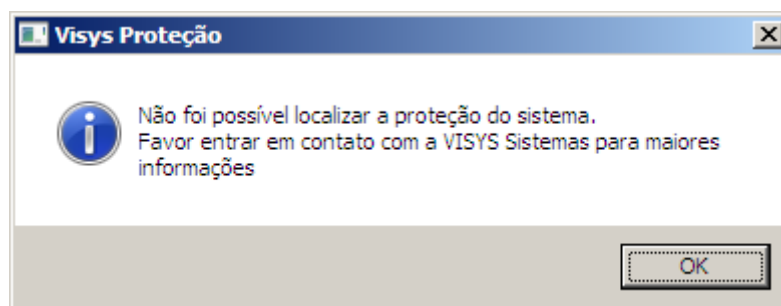 Visys Proteção
Não foi possível localizar a proteção do sistema.
Favor entrar em contato com a VISYS Sistemas para maiores
informações
OK